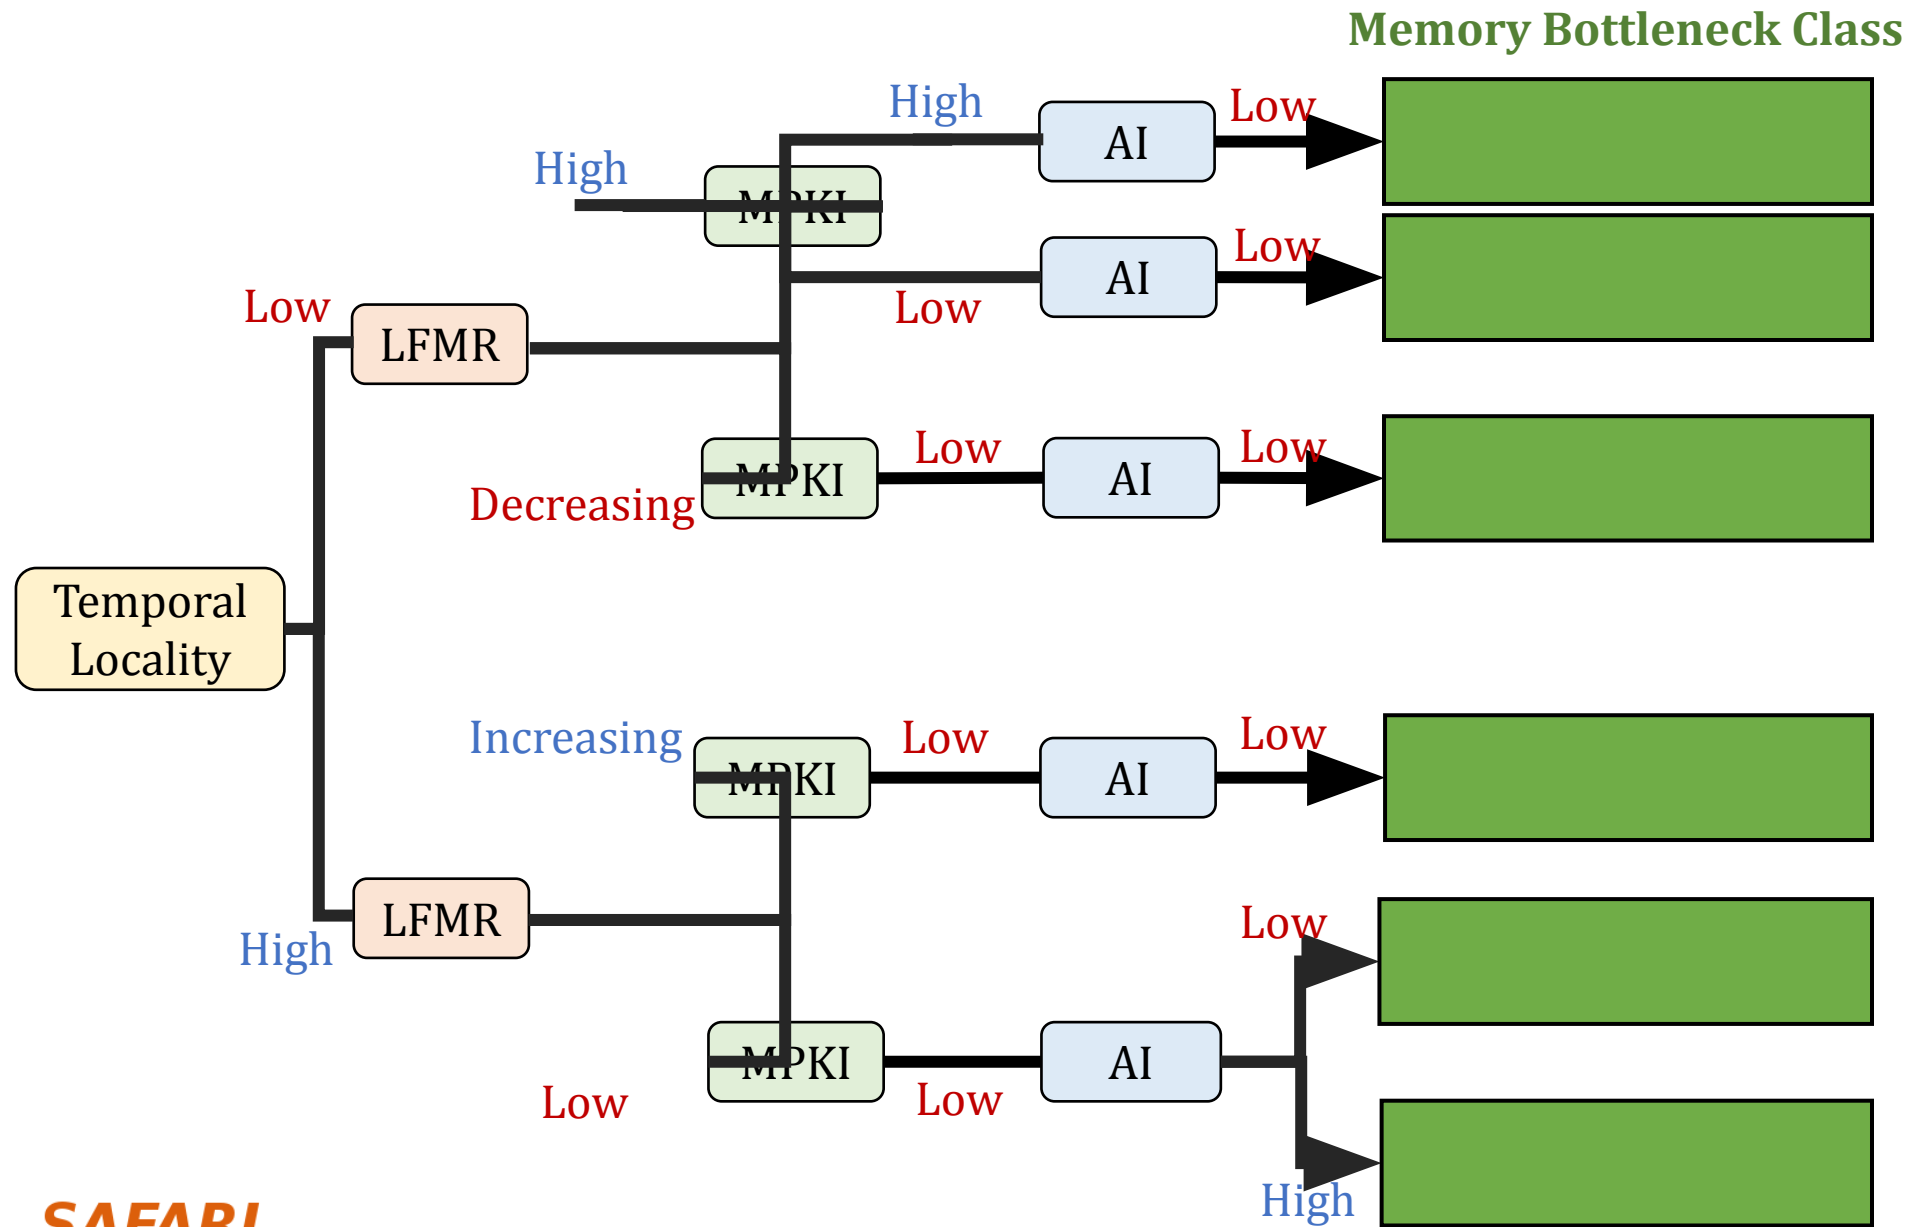 Memory Bottleneck Class
High
AI
Low
High
MPKI
AI
Low
Low
Low
LFMR
Decreasing
MPKI
Low
AI
Low
Temporal
Locality
Increasing
MPKI
Low
AI
Low
High
LFMR
Low
Low
MPKI
Low
AI
High
SAFARI